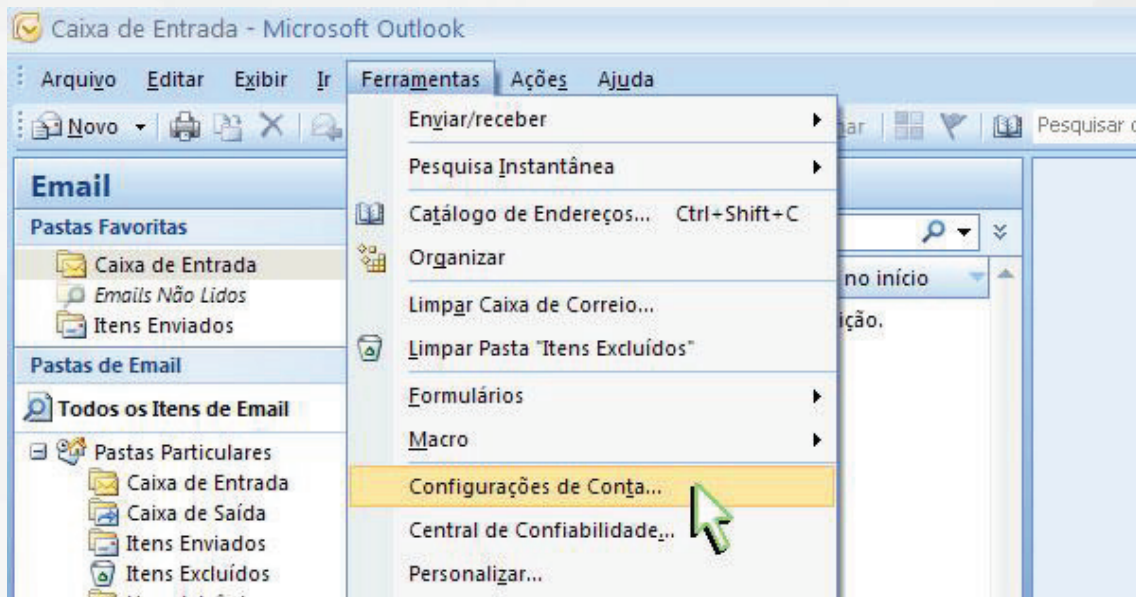 Caixa de Entrada - Microsoft Outlook
Arquivo Editar Exibir Ir Ferramentas Ações Ajuda
Novo
Pesquisar
Enviar/receber
Pesquisa Instantânea
Catálogo de Endereços... Ctrl+Shift+C
Organizar
Limpar Caixa de Correio...
Limpar Pasta "Itens Excluídos"
Formulários
Macro
Configurações de Conta...
Central de Confiabilidade...
Personalizar...
Email
Pastas Favoritas
Caixa de Entrada
Emails Não Lidos
Itens Enviados
Pastas de Email
Todos os Itens de Email
Pastas Particulares
Caixa de Entrada
Caixa de Saída
Itens Enviados
Itens Excluídos
no início
ição.